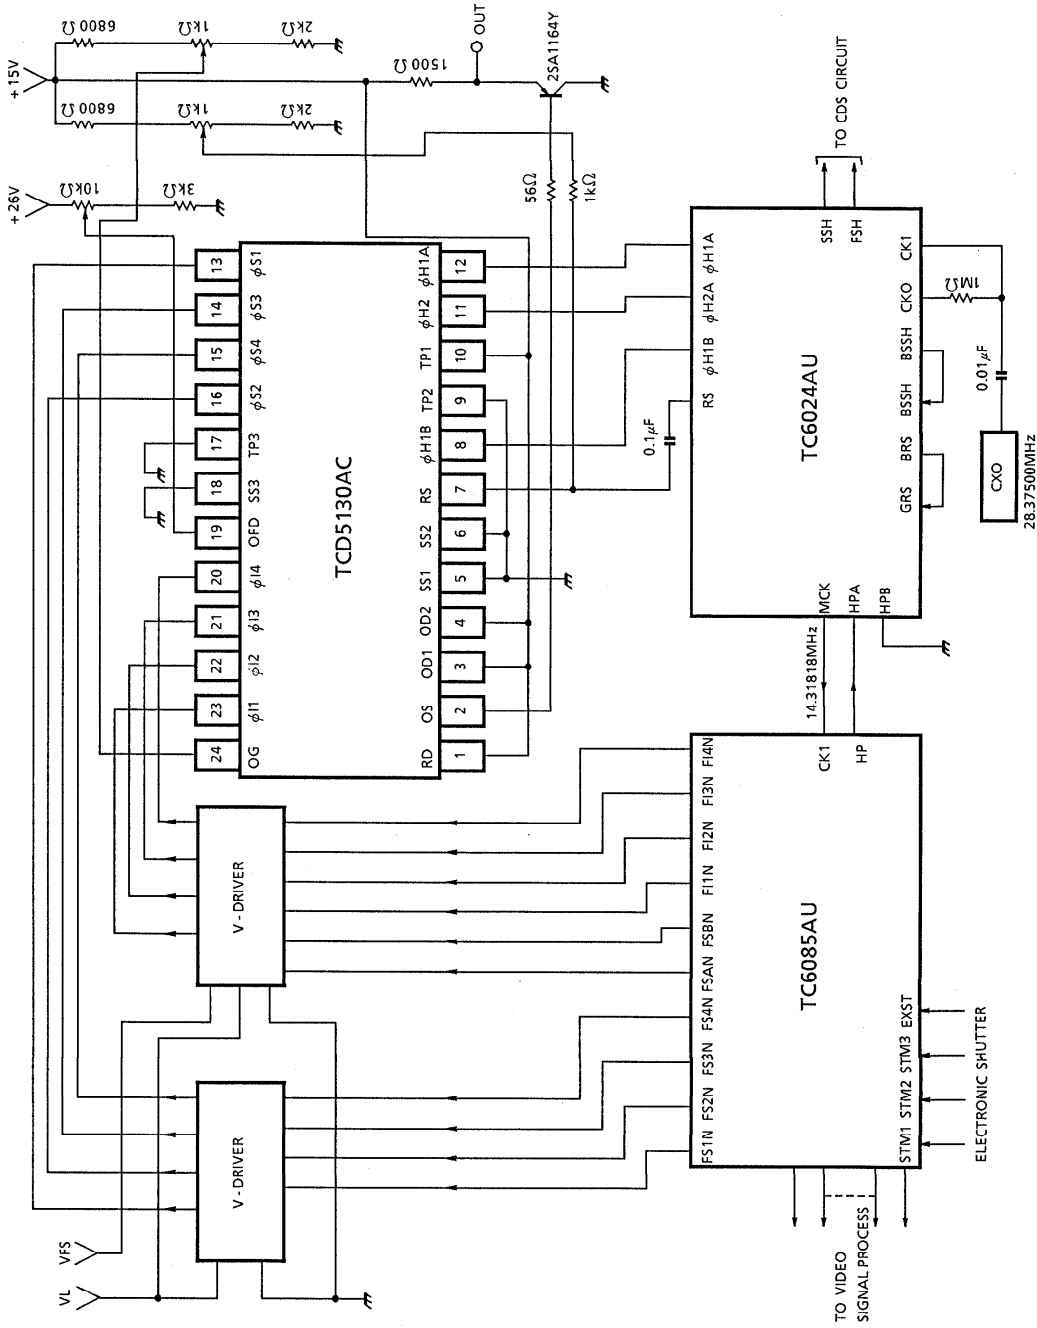 VL
VFS
+26V
+15V
10kΩ
3kΩ
6800Ω
1kΩ
2kΩ
6800Ω
1kΩ
2kΩ
1500Ω
OUT
2SA1164Y
56Ω
1kΩ
V - DRIVER
V - DRIVER
24 23 22 21 20 19 18 17 16 15 14 13
OG φI1 φI2 φI3 φI4 OFD SS3 TP3 φS2 φS4 φS3 φS1
TCD5130AC
RD OS OD1 OD2 SS1 SS2 RS φH1B TP2 TP1 φH2 φH1A
1 2 3 4 5 6 7 8 9 10 11 12
0.1μF
FS1N FS2N FS3N FS4N FSAN FSBN FI1N FI2N FI3N FI4N
TC6085AU
CK1
HP
STM1 STM2 STM3 EXST
ELECTRONIC SHUTTER
TO VIDEO
SIGNAL PROCESS
14.31818MHz
RS φH1B φH2A φH1A
TC6024AU
MCK
HPA
HPB
SSH
FSH
TO CDS CIRCUIT
GRS BRS BSSH BSSH CKO CK1
1MΩ
0.01μF
CXO
28.37500MHz